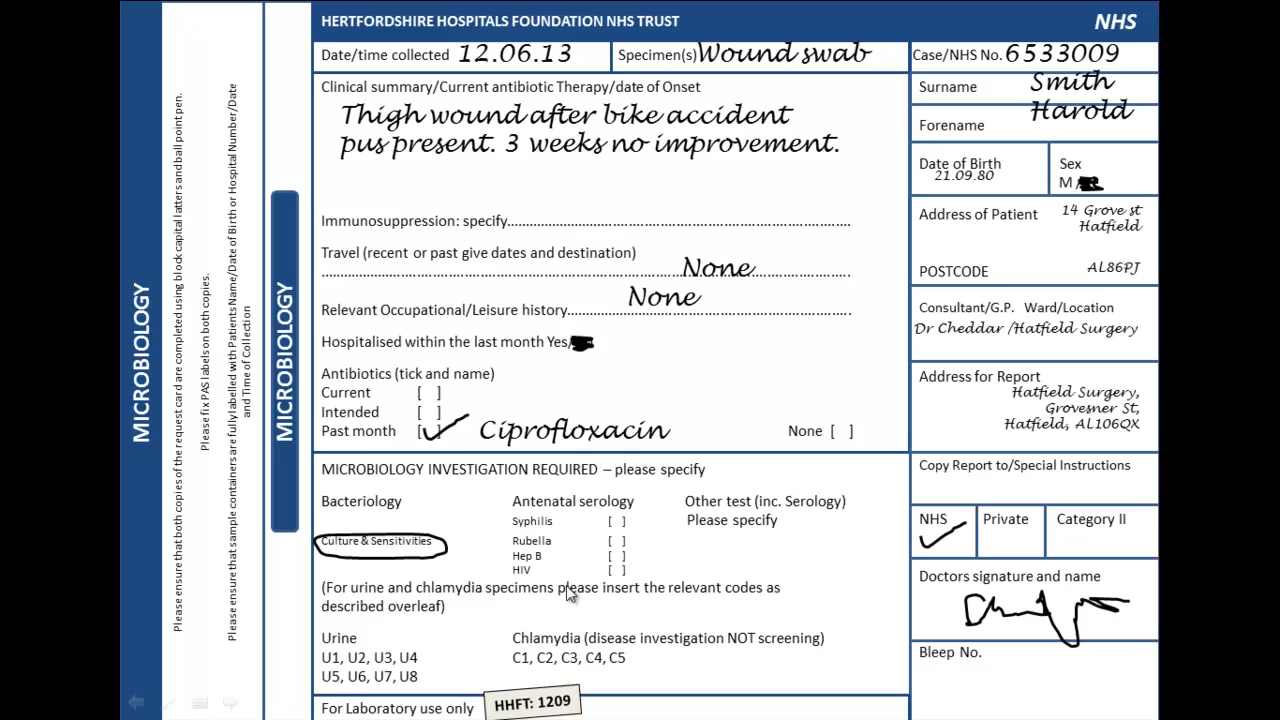 MICROBIOLOGY
Please ensure that both copies of the request card are completed using block capital latters and ball point pen.
Please fix PAS labels on both copies.
Please ensure that sample containers are fully labelled with Patients Name/Date of Birth or Hospital Number/Date
and Time of Collection
MICROBIOLOGY
HERTFORDSHIRE HOSPITALS FOUNDATION NHS TRUST
NHS
Date/time collected 12.06.13
Specimen(s) Wound swab
Case/NHS No. 6533009
Clinical summary/Current antibiotic Therapy/date of Onset
Thigh wound after bike accident
pus present. 3 weeks no improvement.
Immunosuppression: specify
Travel (recent or past give dates and destination)
None
None
Relevant Occupational/Leisure history
Hospitalised within the last month Yes/
Antibiotics (tick and name)
Current [ ]
Intended [ ]
Past month [ ] Ciprofloxacin None [ ]
MICROBIOLOGY INVESTIGATION REQUIRED – please specify
Bacteriology
Culture & Sensitivities
Antenatal serology
Syphilis [ ]
Rubella [ ]
Hep B [ ]
HIV [ ]
Other test (inc. Serology)
Please specify
(For urine and chlamydia specimens please insert the relevant codes as
described overleaf)
Urine
U1, U2, U3, U4
U5, U6, U7, U8
Chlamydia (disease investigation NOT screening)
C1, C2, C3, C4, C5
For Laboratory use only
HHFT: 1209
Surname Smith
Forename Harold
Date of Birth
21.09.80
Sex
M /
Address of Patient 14 Grove st
Hatfield
POSTCODE AL86PJ
Consultant/G.P. Ward/Location
Dr Cheddar /Hatfield Surgery
Address for Report
Hatfield Surgery,
Grovesner St,
Hatfield, AL106QX
Copy Report to/Special Instructions
NHS
Private
Category II
Doctors signature and name
Bleep No.